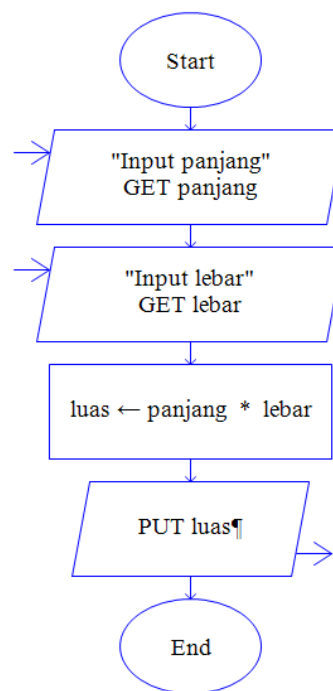 Start
"Input panjang"
GET panjang
"Input lebar"
GET lebar
luas ← panjang * lebar
PUT luas¶
End